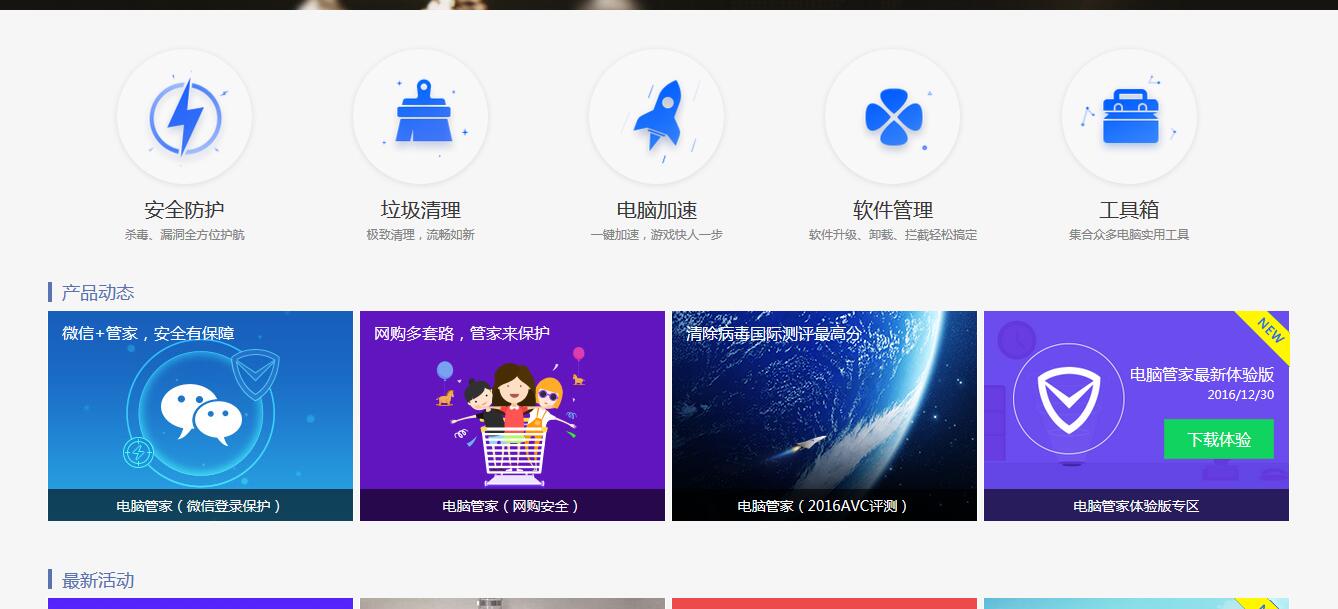 安全防护
杀毒、漏洞全方位护航
垃圾清理
极致清理，流畅如新
电脑加速
一键加速，游戏快人一步
软件管理
软件升级、卸载、拦截轻松搞定
工具箱
集合众多电脑实用工具
产品动态
微信+管家，安全有保障
电脑管家（微信登录保护）
网购多套路，管家来保护
电脑管家（网购安全）
清除病毒国际测评最高分
电脑管家（2016AVC评测）
NEW
电脑管家最新体验版
2016/12/30
下载体验
电脑管家体验版专区
最新活动